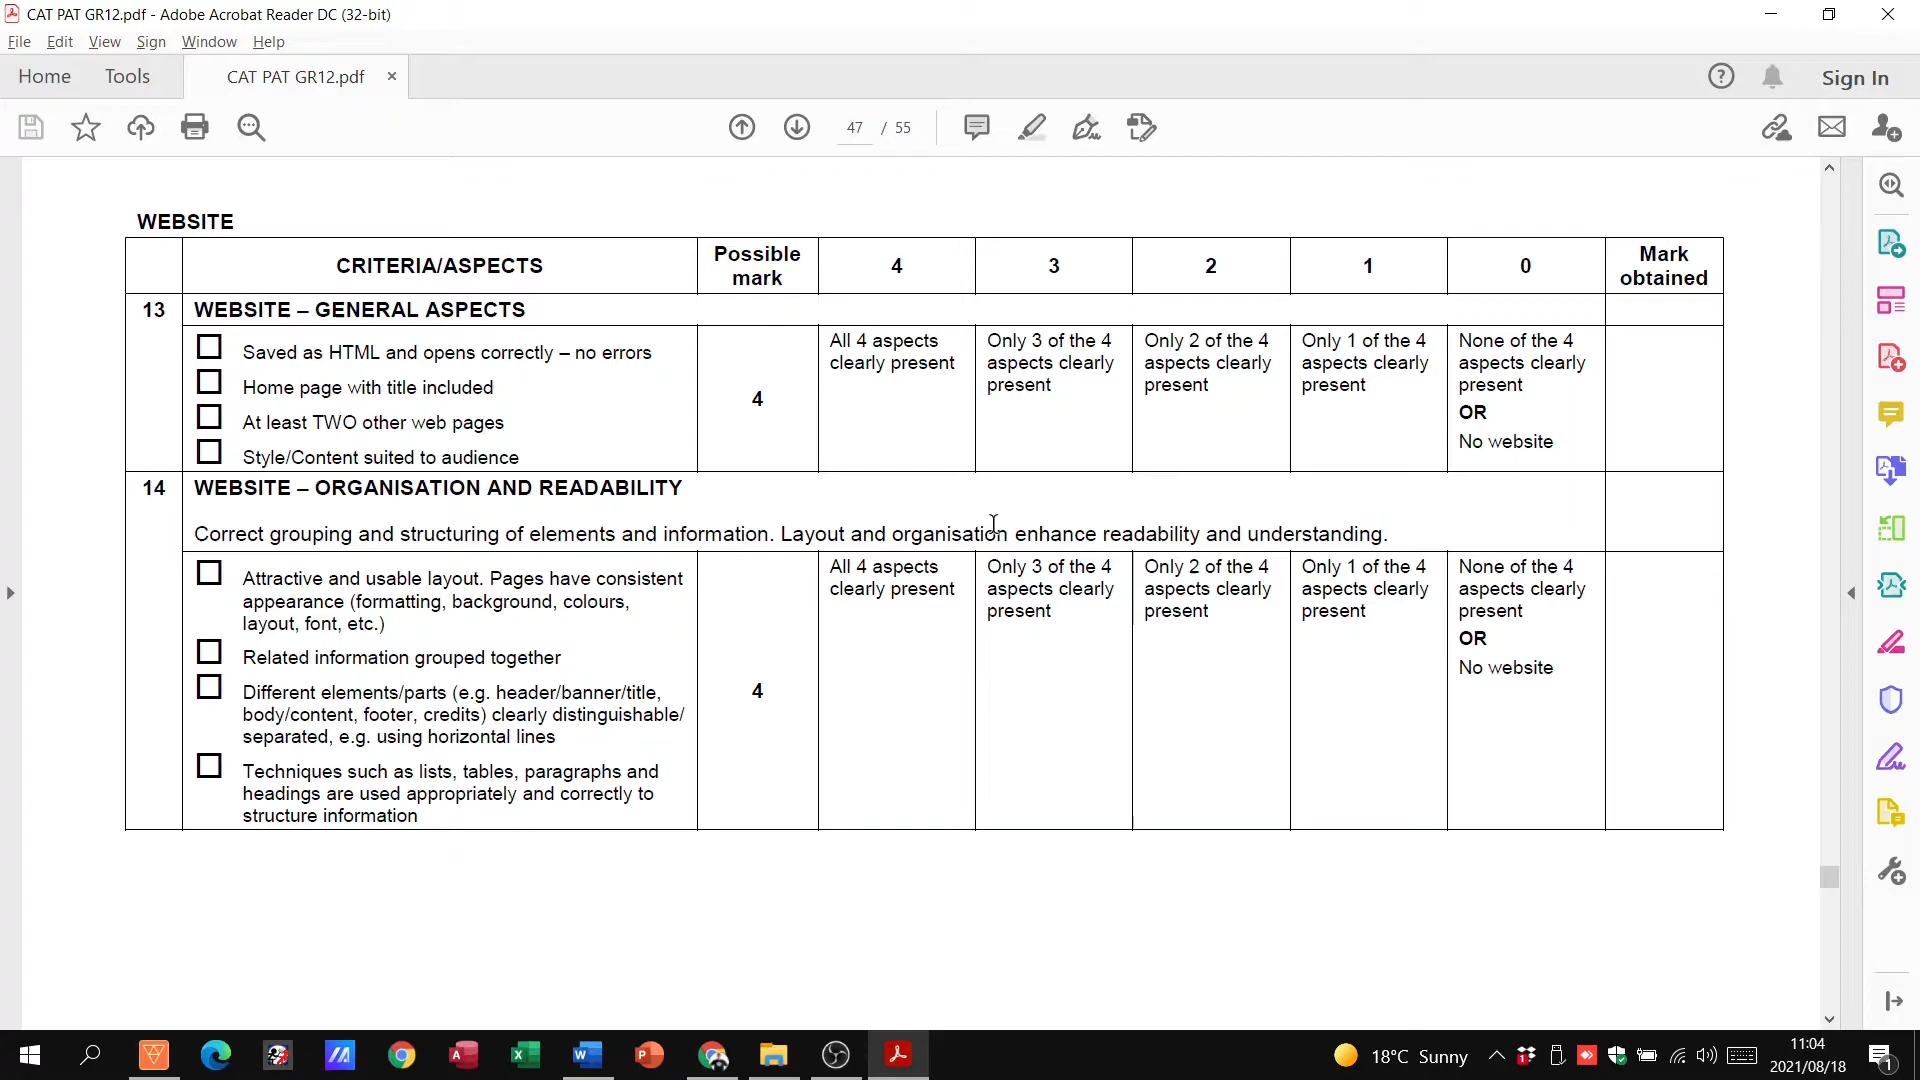 CAT PAT GR12.pdf - Adobe Acrobat Reader DC (32-bit)
File Edit View Sign Window Help
Home Tools CAT PAT GR12.pdf Sign In
47 / 55
WEBSITE
CRITERIA/ASPECTS
Possible
mark
4
3
2
1
0
Mark
obtained
13
WEBSITE – GENERAL ASPECTS
Saved as HTML and opens correctly – no errors
Home page with title included
At least TWO other web pages
Style/Content suited to audience
4
All 4 aspects
clearly present
Only 3 of the 4
aspects clearly
present
Only 2 of the 4
aspects clearly
present
Only 1 of the 4
aspects clearly
present
None of the 4
aspects clearly
present
OR
No website
14
WEBSITE – ORGANISATION AND READABILITY
Correct grouping and structuring of elements and information. Layout and organisation enhance readability and understanding.
Attractive and usable layout. Pages have consistent
appearance (formatting, background, colours,
layout, font, etc.)
Related information grouped together
Different elements/parts (e.g. header/banner/title,
body/content, footer, credits) clearly distinguishable/
separated, e.g. using horizontal lines
Techniques such as lists, tables, paragraphs and
headings are used appropriately and correctly to
structure information
4
All 4 aspects
clearly present
Only 3 of the 4
aspects clearly
present
Only 2 of the 4
aspects clearly
present
Only 1 of the 4
aspects clearly
present
None of the 4
aspects clearly
present
OR
No website
18°C Sunny
11:04
2021/08/18
1